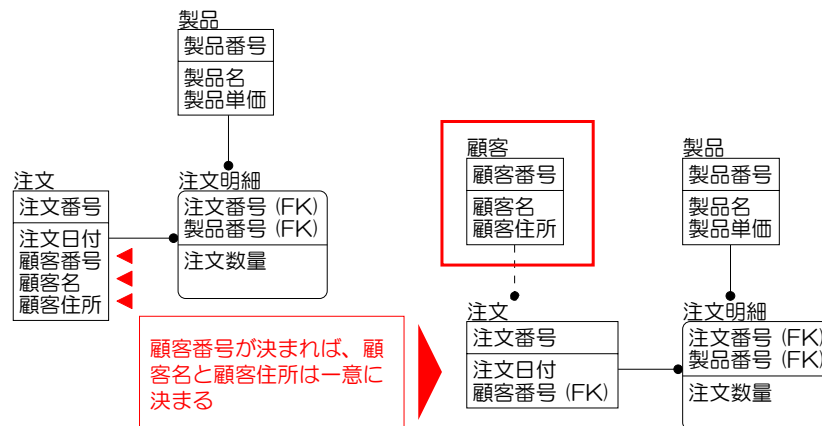 製品
製品番号
製品名
製品単価
注文
注文番号
注文日付
顧客番号
顧客名
顧客住所
注文明細
注文番号 (FK)
製品番号 (FK)
注文数量
顧客番号が決まれば、顧
客名と顧客住所は一意に
決まる
顧客
顧客番号
顧客名
顧客住所
製品
製品番号
製品名
製品単価
注文
注文番号
注文日付
顧客番号 (FK)
注文明細
注文番号 (FK)
製品番号 (FK)
注文数量